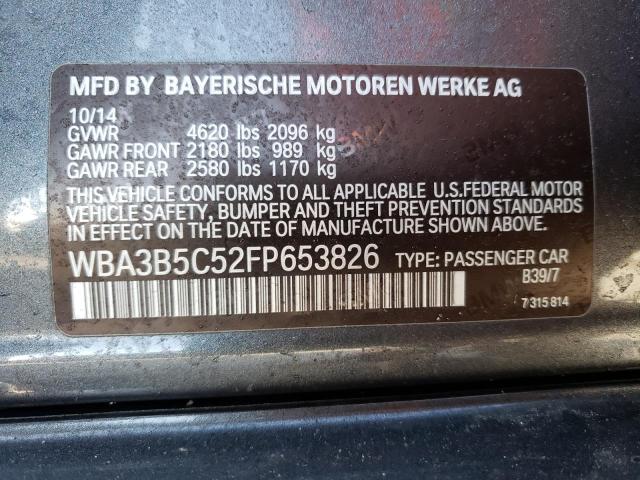 MFD BY BAYERISCHE MOTOREN WERKE AG
10/14
GVWR 4620 lbs 2096 kg
GAWR FRONT 2180 lbs 989 kg
GAWR REAR 2580 lbs 1170 kg
THIS VEHICLE CONFORMS TO ALL APPLICABLE U.S.FEDERAL MOTOR
VEHICLE SAFETY, BUMPER AND THEFT PREVENTION STANDARDS
IN EFFECT ON THE DATE OF MANUFACTURE SHOWN ABOVE.
WBA3B5C52FP653826 TYPE: PASSENGER CAR
B39/7
7 315 814